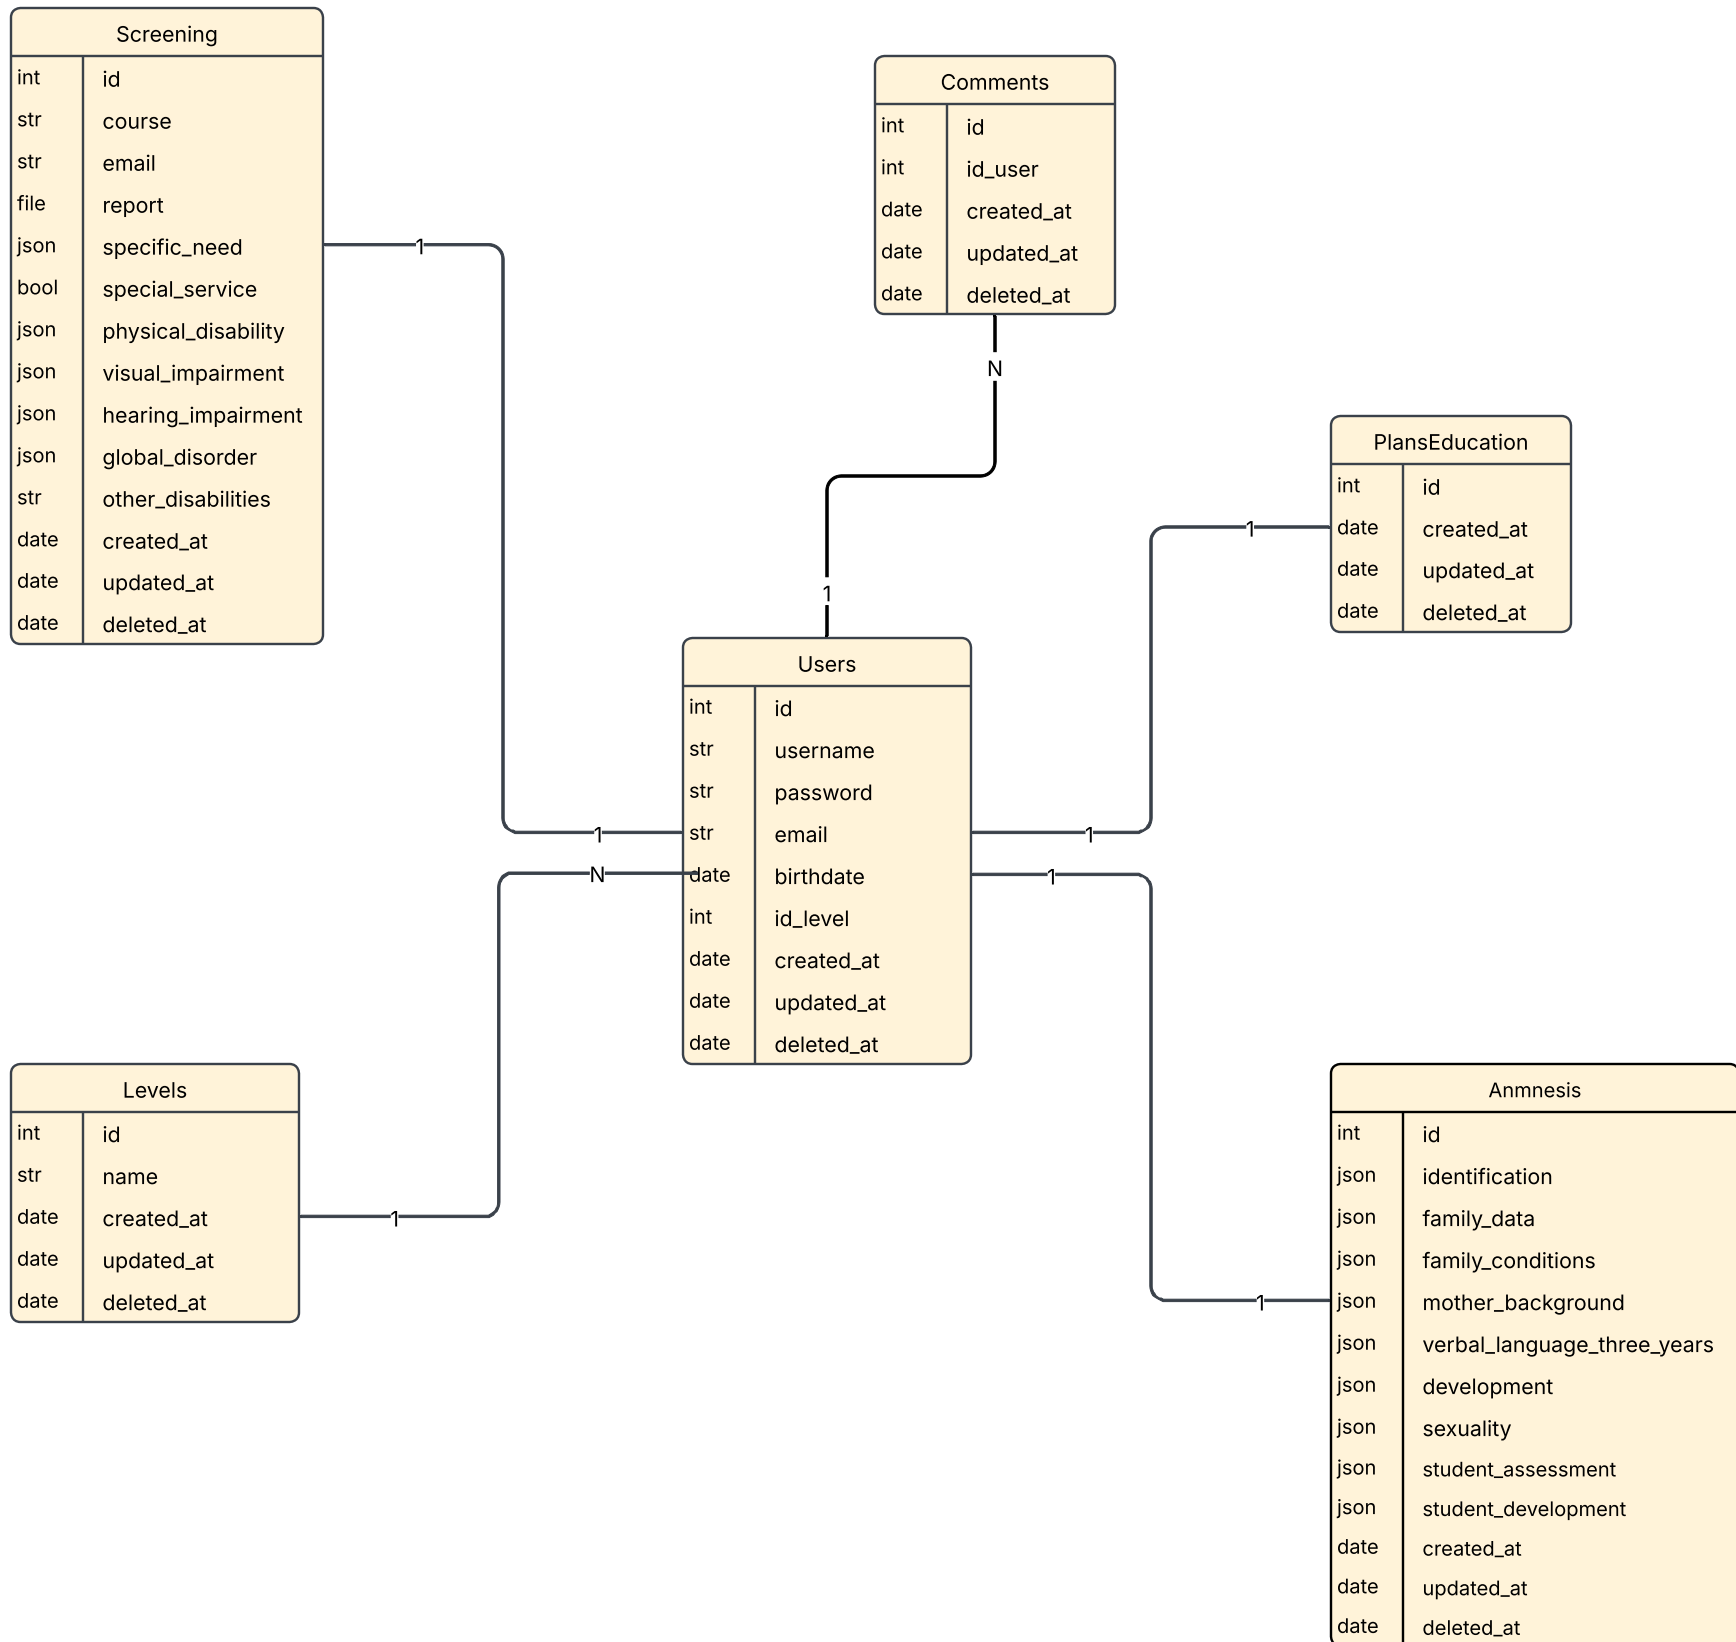 Screening
int id
str course
str email
file report
json specific_need
bool special_service
json physical_disability
json visual_impairment
json hearing_impairment
json global_disorder
str other_disabilities
date created_at
date updated_at
date deleted_at
1
1
Comments
int id
int id_user
date created_at
date updated_at
date deleted_at
N
1
PlansEducation
int id
date created_at
date updated_at
date deleted_at
1
1
Users
int id
str username
str password
str email
date birthdate
int id_level
date created_at
date updated_at
date deleted_at
N
1
Levels
int id
str name
date created_at
date updated_at
date deleted_at
1
1
Anmnesis
int id
json identification
json family_data
json family_conditions
json mother_background
json verbal_language_three_years
json development
json sexuality
json student_assessment
json student_development
date created_at
date updated_at
date deleted_at